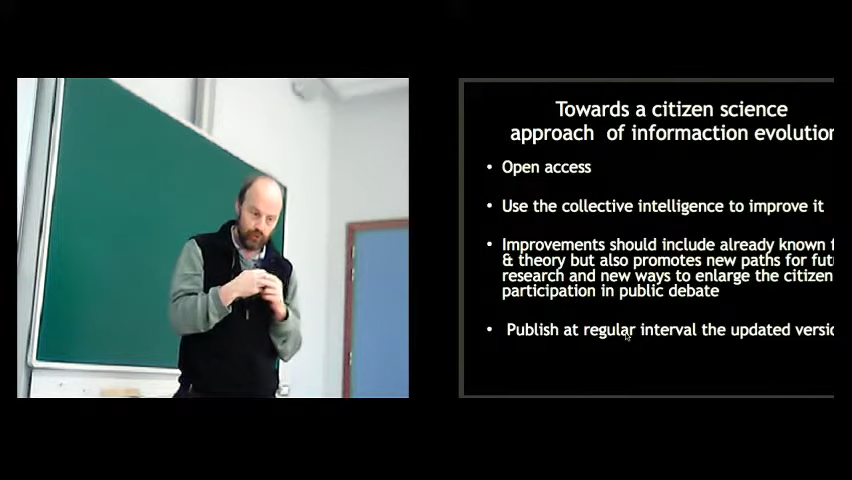 Towards a citizen science
approach of informaction evolution
• Open access
• Use the collective intelligence to improve it
• Improvements should include already known
& theory but also promotes new paths for
research and new ways to enlarge the citizen
participation in public debate
• Publish at regular interval the updated